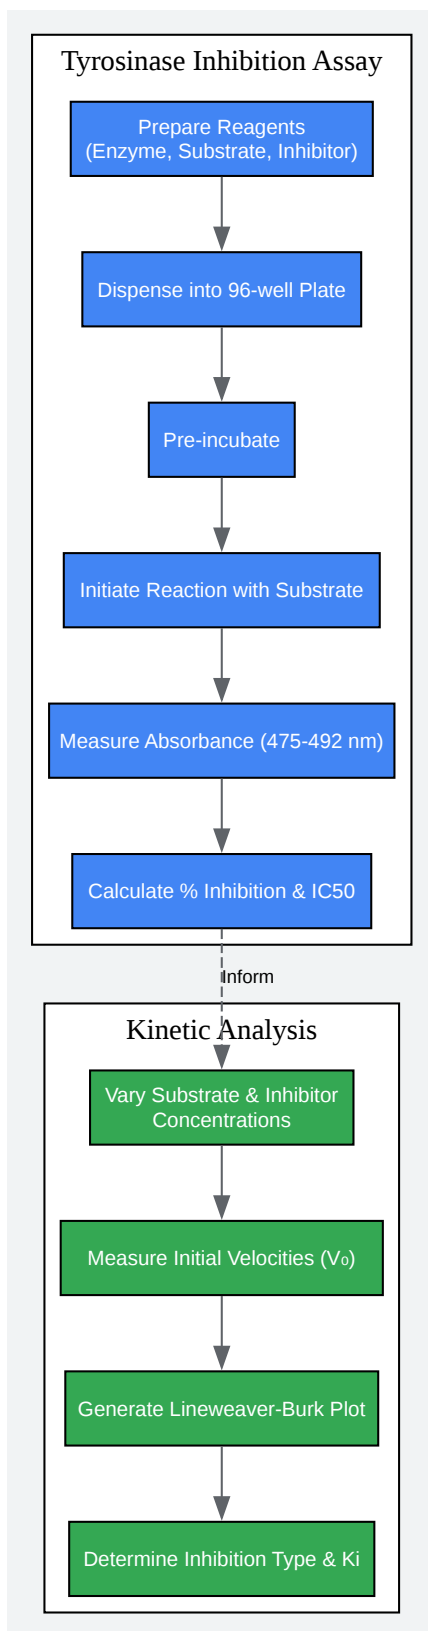 Tyrosinase Inhibition Assay
Prepare Reagents
(Enzyme, Substrate, Inhibitor)
Dispense into 96-well Plate
Pre-incubate
Initiate Reaction with Substrate
Measure Absorbance (475-492 nm)
Calculate % Inhibition & IC50
Inform
Kinetic Analysis
Vary Substrate & Inhibitor
Concentrations
Measure Initial Velocities (V₀)
Generate Lineweaver-Burk Plot
Determine Inhibition Type & Ki